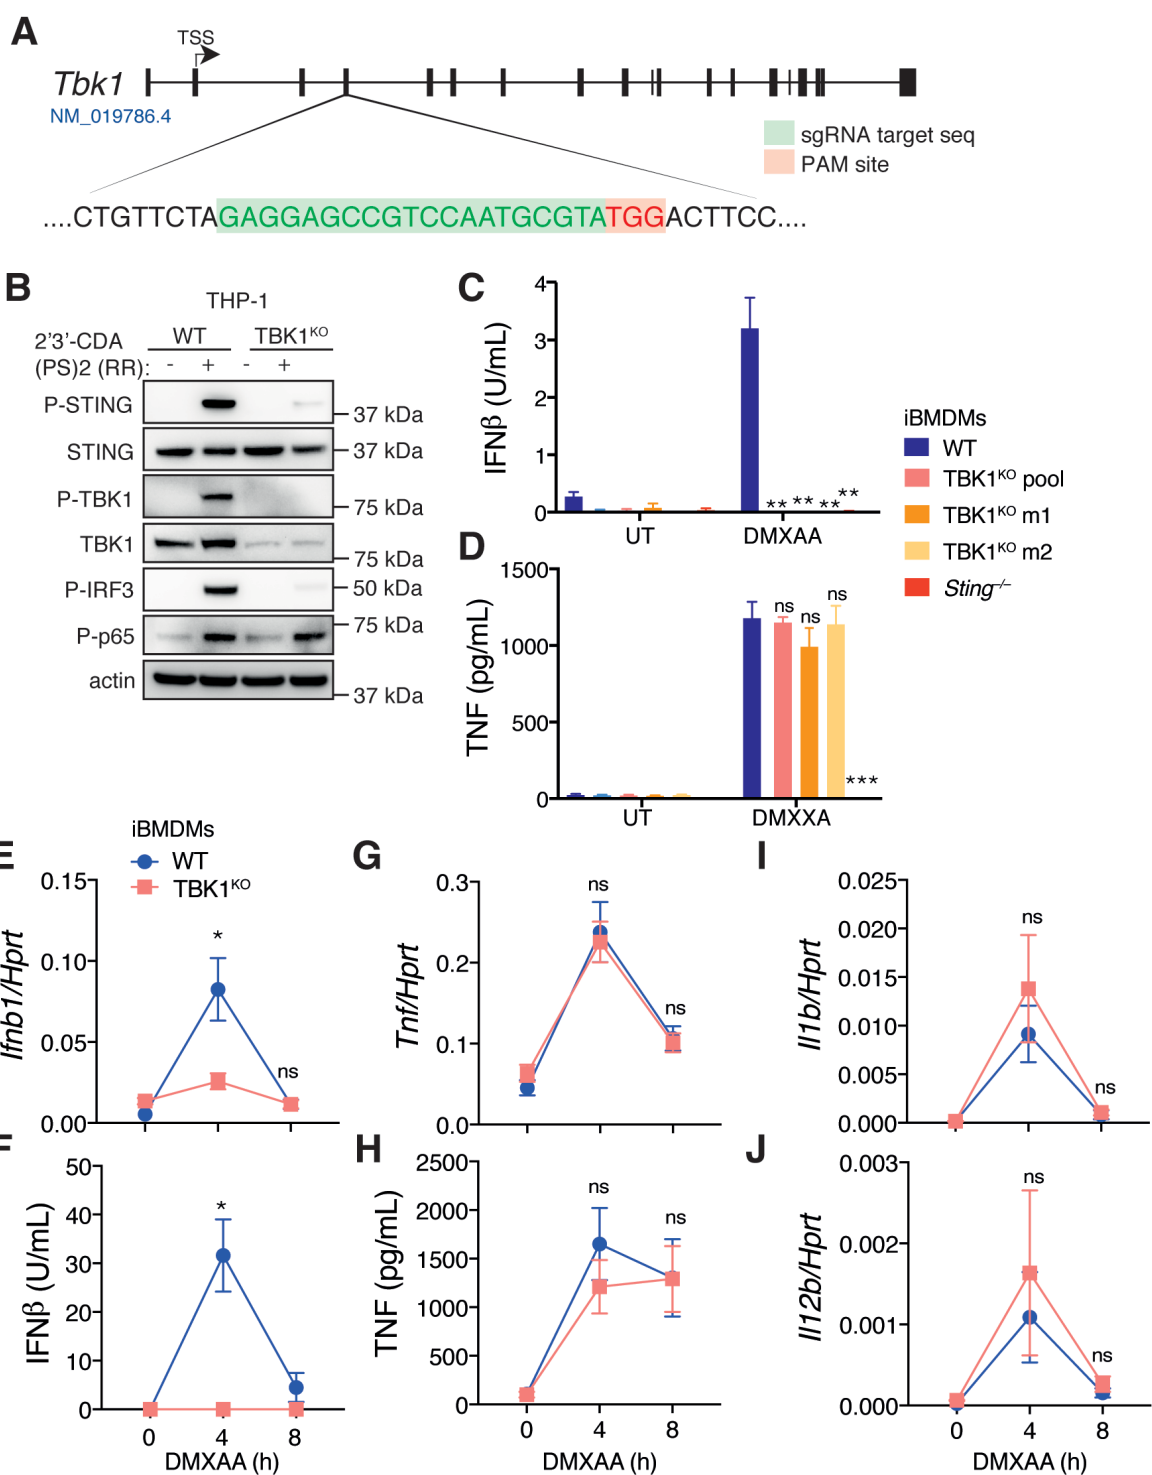 A
TSS
Tbk1
NM_019786.4
sgRNA target seq
PAM site
....CTGTTCTAGAGGAGCCGTCCAATGCGTATGGACTTCC....
B
THP-1
2'3'-CDA WT TBK1KO
(PS)2 (RR): - + - +
P-STING 37 kDa
STING 37 kDa
P-TBK1 75 kDa
TBK1 75 kDa
P-IRF3 50 kDa
P-p65 75 kDa
actin 37 kDa
C
IFNβ (U/mL)
4
3
2
1
0
** ** ** **
UT DMXAA
iBMDMs
WT
TBK1KO pool
TBK1KO m1
TBK1KO m2
Sting–/–
D
TNF (pg/mL)
1500
1000
500
0
ns ns ns ***
UT DMXXA
E
iBMDMs
WT
TBK1KO
Ifnb1/Hprt
0.15
0.10
0.05
0.00
* ns
G
Tnf/Hprt
0.3
0.2
0.1
0.0
ns ns
I
Il1b/Hprt
0.025
0.020
0.015
0.010
0.005
0.000
ns ns
F
IFNβ (U/mL)
50
40
30
20
10
0
*
0 4 8
DMXAA (h)
H
TNF (pg/mL)
2500
2000
1500
1000
500
0
ns ns
0 4 8
DMXAA (h)
J
Il12b/Hprt
0.003
0.002
0.001
0.000
ns ns
0 4 8
DMXAA (h)